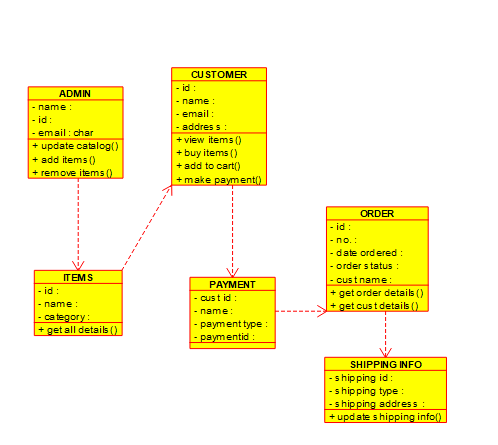 CUSTOMER
- id :
- name :
- email :
- address :
+ view items()
+ buy items()
+ add to cart()
+ make payment()
ADMIN
- name :
- id :
- email : char
+ update catalog()
+ add items()
+ remove items()
ORDER
- id :
- no. :
- date ordered :
- order status :
- cust name :
+ get order details()
+ get cust details()
ITEMS
- id :
- name :
- category :
+ get all details()
PAYMENT
- cust id :
- name :
- payment type :
- paymentid :
SHIPPING INFO
- shipping id :
- shipping type :
- shipping address :
+ update shipping info()